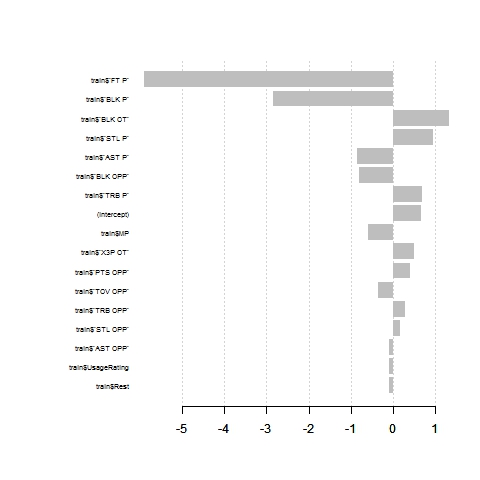 train$`FT P`
train$`BLK P`
train$`BLK OT`
train$`STL P`
train$`AST P`
train$`BLK OPP`
train$`TRB P`
(Intercept)
train$MP
train$`X3P OT`
train$`PTS OPP`
train$`TOV OPP`
train$`TRB OPP`
train$`STL OPP`
train$`AST OPP`
train$UsageRating
train$Rest
-5 -4 -3 -2 -1 0 1